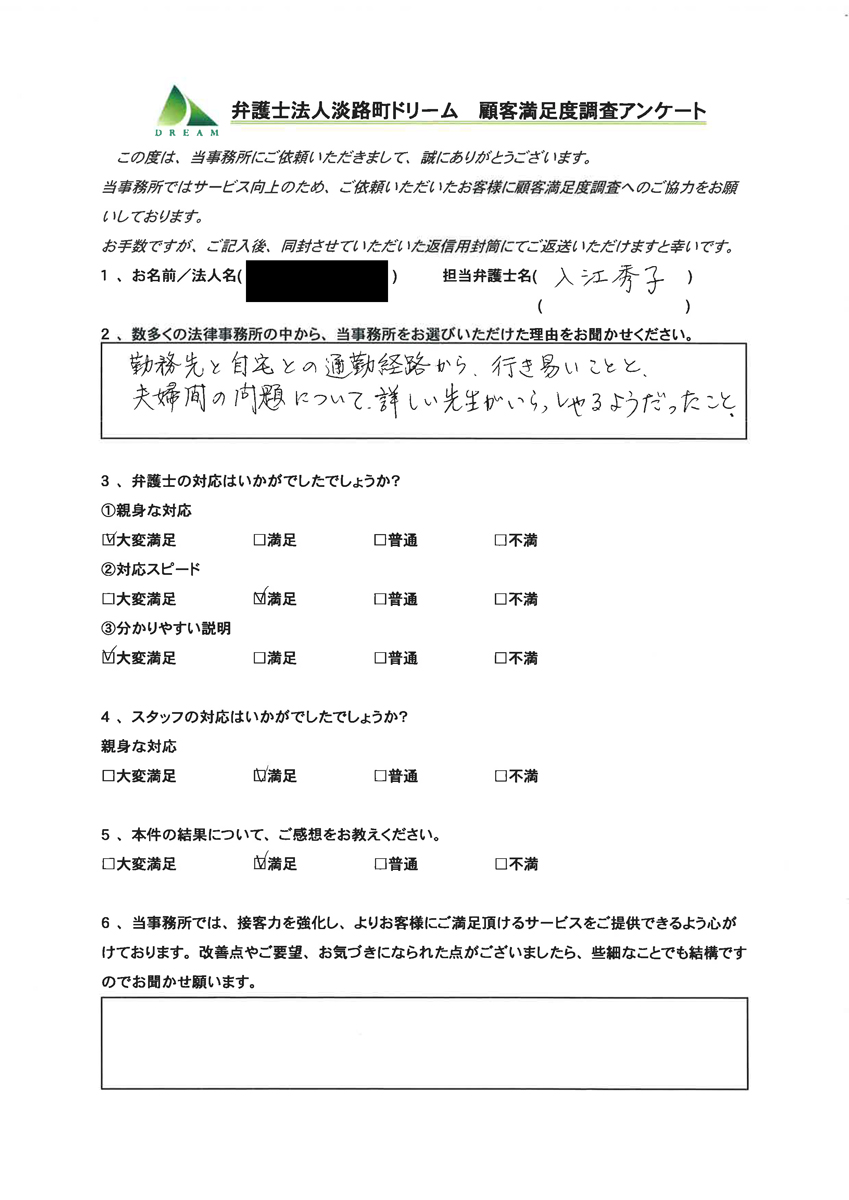 DREAM
弁護士法人淡路町ドリーム　顧客満足度調査アンケート
この度は、当事務所にご依頼いただきまして、誠にありがとうございます。
当事務所ではサービス向上のため、ご依頼いただいたお客様に顧客満足度調査へのご協力をお願
いしております。
お手数ですが、ご記入後、同封させていただいた返信用封筒にてご返送いただけますと幸いです。
1、お名前／法人名(　　　) 担当弁護士名( 入江秀子 )
(　　　)
2、数多くの法律事務所の中から、当事務所をお選びいただけた理由をお聞かせください。
勤務先と自宅との通勤経路から、行き易いことと、
夫婦間の問題について、詳しい先生がいらっしゃるようだったこと、
3、弁護士の対応はいかがでしたでしょうか?
①親身な対応
☑大変満足 □満足 □普通 □不満
②対応スピード
□大変満足 ☑満足 □普通 □不満
③分かりやすい説明
☑大変満足 □満足 □普通 □不満
4、スタッフの対応はいかがでしたでしょうか?
親身な対応
□大変満足 ☑満足 □普通 □不満
5、本件の結果について、ご感想をお教えください。
□大変満足 ☑満足 □普通 □不満
6、当事務所では、接客力を強化し、よりお客様にご満足頂けるサービスをご提供できるよう心が
けております。改善点やご要望、お気づきになられた点がございましたら、些細なことでも結構です
のでお聞かせ願います。